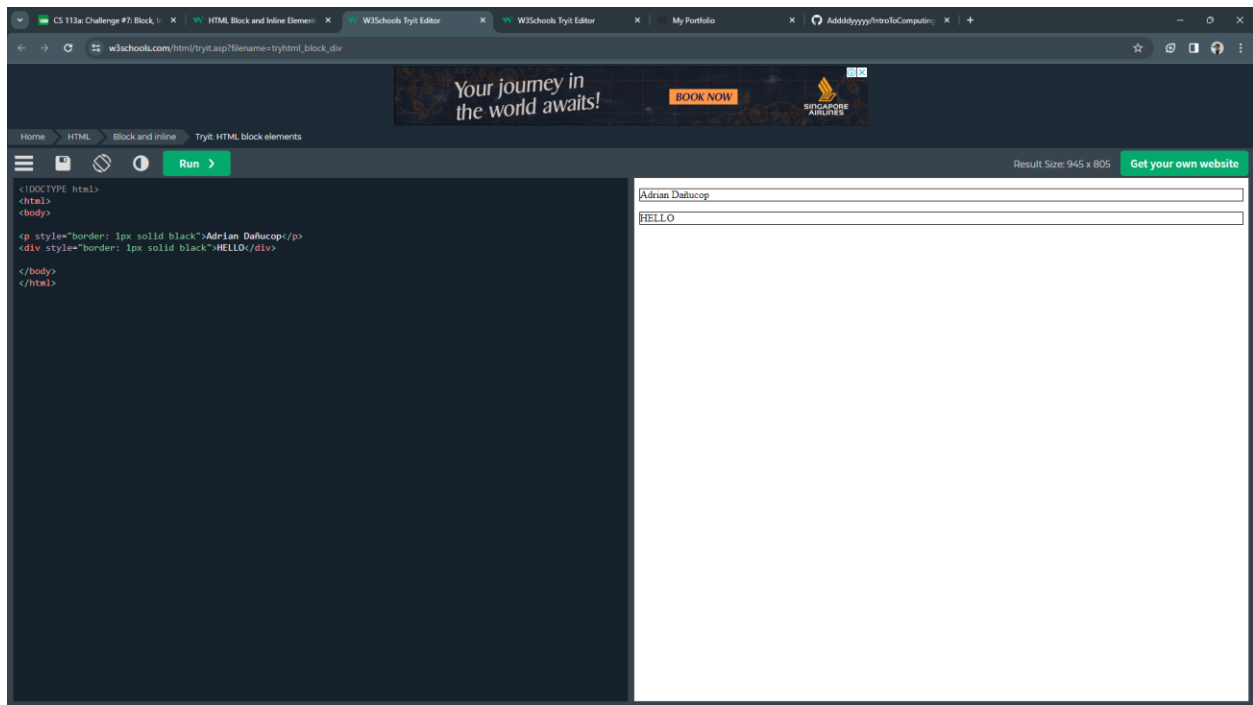 CS 113a: Challenge #7: Block, I
HTML Block and Inline Element
W3Schools Tryit Editor
W3Schools Tryit Editor
My Portfolio
Addddyyyyy/IntroToComputing
w3schools.com/html/tryit.asp?filename=tryhtml_block_div
Your journey in
the world awaits!
BOOK NOW
SINGAPORE
AIRLINES
Home
HTML
Block and inline
Tryit: HTML block elements
Run ❯
Result Size: 945 x 805
Get your own website
<!DOCTYPE html>
<html>
<body>
<p style="border: 1px solid black">Adrian Dañucop</p>
<div style="border: 1px solid black">HELLO</div>
</body>
</html>
Adrian Dañucop
HELLO